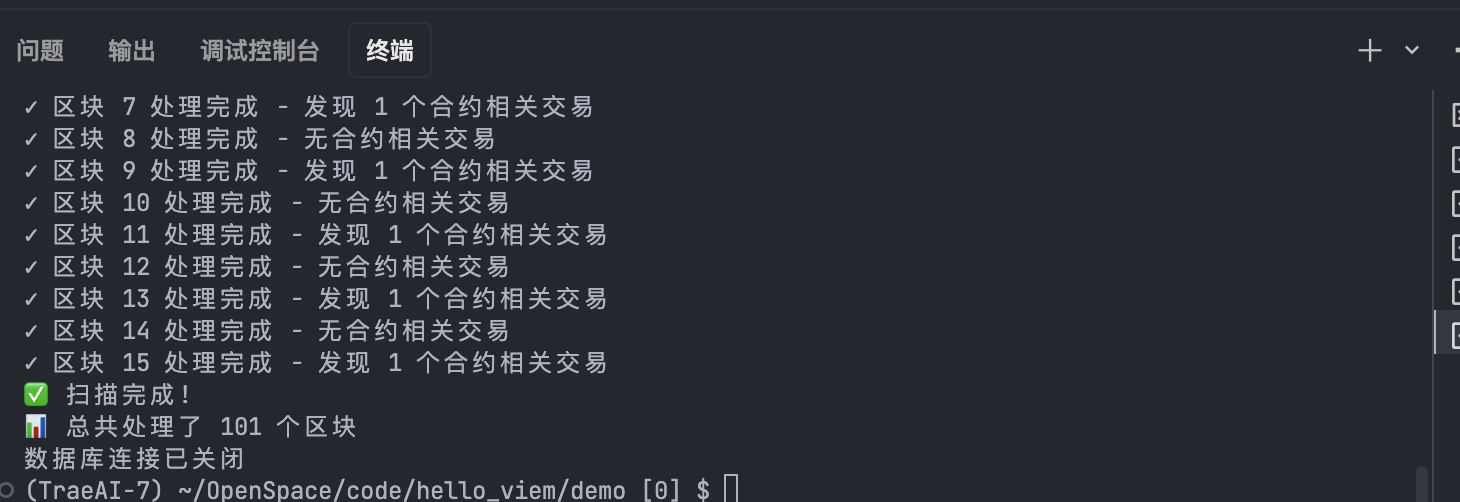 问题 输出 调试控制台 终端
✓ 区块 7 处理完成 - 发现 1 个合约相关交易
✓ 区块 8 处理完成 - 无合约相关交易
✓ 区块 9 处理完成 - 发现 1 个合约相关交易
✓ 区块 10 处理完成 - 无合约相关交易
✓ 区块 11 处理完成 - 发现 1 个合约相关交易
✓ 区块 12 处理完成 - 无合约相关交易
✓ 区块 13 处理完成 - 发现 1 个合约相关交易
✓ 区块 14 处理完成 - 无合约相关交易
✓ 区块 15 处理完成 - 发现 1 个合约相关交易
✅ 扫描完成!
📊 总共处理了 101 个区块
数据库连接已关闭
(TraeAI-7) ~/OpenSpace/code/hello_viem/demo [0] $